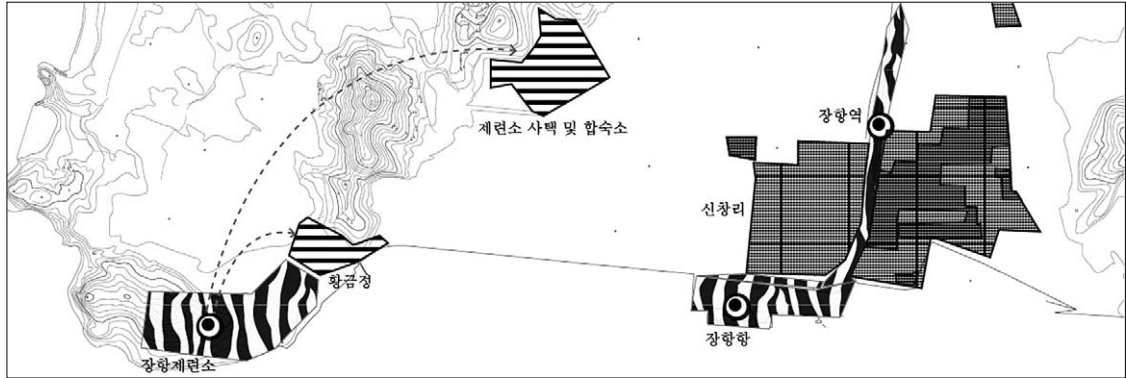 장항역
제련소 사택 및 합숙소
신창리
황금정
장항항
장항제련소